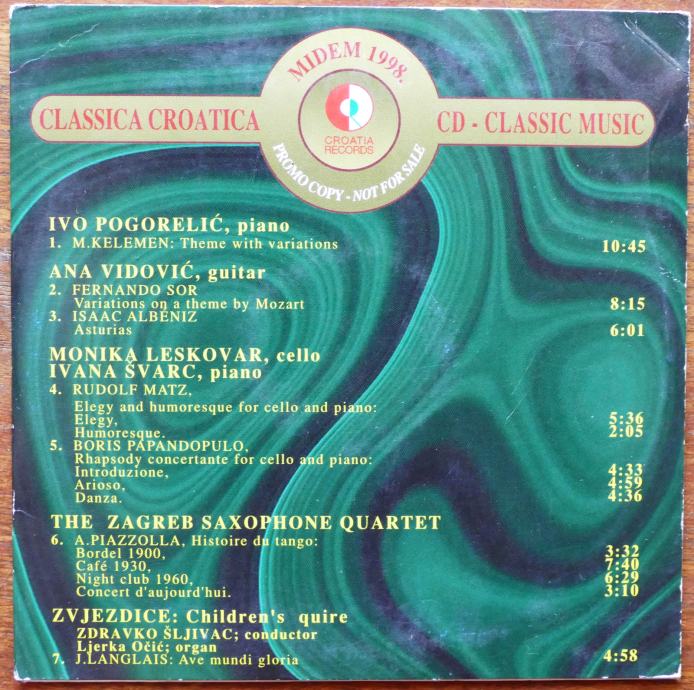 MIDEM 1998.
CLASSICA CROATICA
CD - CLASSIC MUSIC
CROATIA
RECORDS
PROMO COPY - NOT FOR SALE
IVO POGORELIĆ, piano
1. M.KELEMEN: Theme with variations 10:45
ANA VIDOVIĆ, guitar
2. FERNANDO SOR
Variations on a theme by Mozart 8:15
3. ISAAC ALBÉNIZ
Asturias 6:01
MONIKA LESKOVAR, cello
IVANA ŠVARC, piano
4. RUDOLF MATZ,
Elegy and humoresque for cello and piano:
Elegy, 5:36
Humoresque. 2:05
5. BORIS PAPANDOPULO,
Rhapsody concertante for cello and piano:
Introduzione, 4:33
Arioso, 4:59
Danza. 4:36
THE ZAGREB SAXOPHONE QUARTET
6. A.PIAZZOLLA, Histoire du tango:
Bordel 1900, 3:32
Café 1930, 7:40
Night club 1960, 6:29
Concert d'aujourd'hui. 3:10
ZVJEZDICE: Children's quire
ZDRAVKO ŠLJIVAC; conductor
Ljerka Očić; organ
7. J.LANGLAIS: Ave mundi gloria 4:58